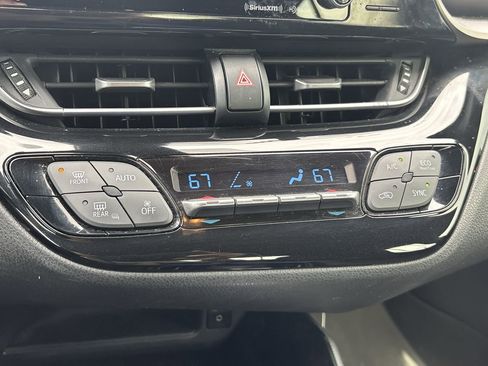 SiriusXM
FRONT
AUTO
REAR
OFF
67
67
A/C
ECO
SYNC